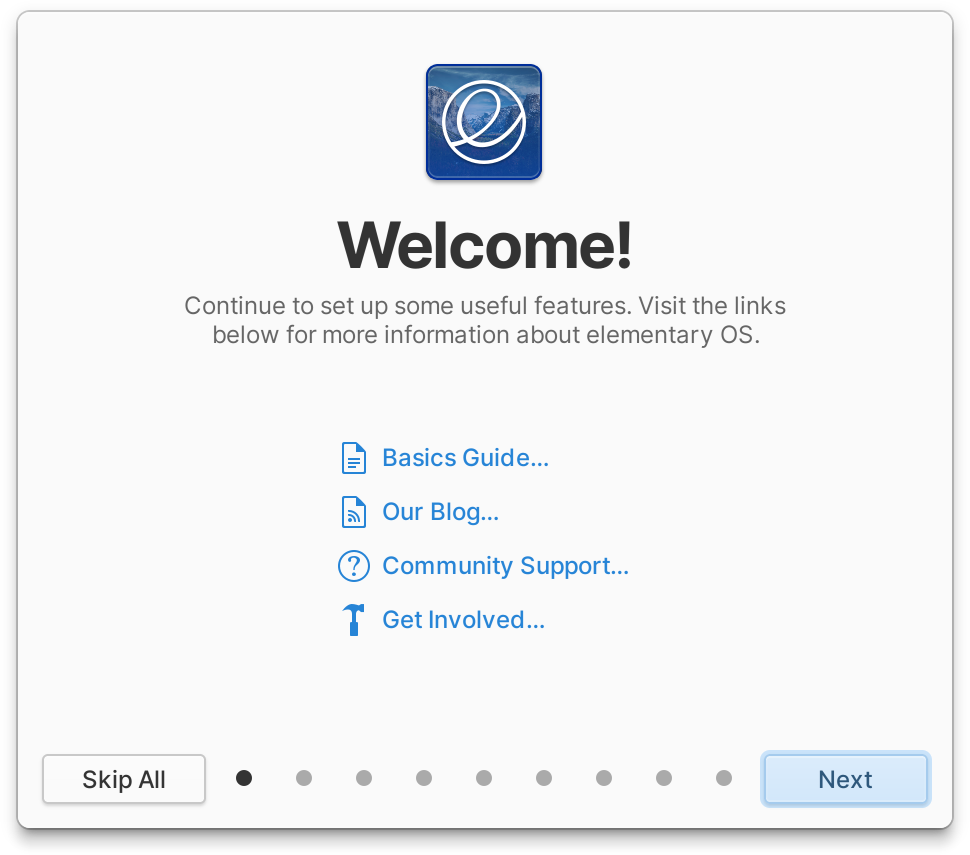 Welcome!
Continue to set up some useful features. Visit the links
below for more information about elementary OS.
Basics Guide...
Our Blog...
Community Support...
Get Involved...
Skip All
Next